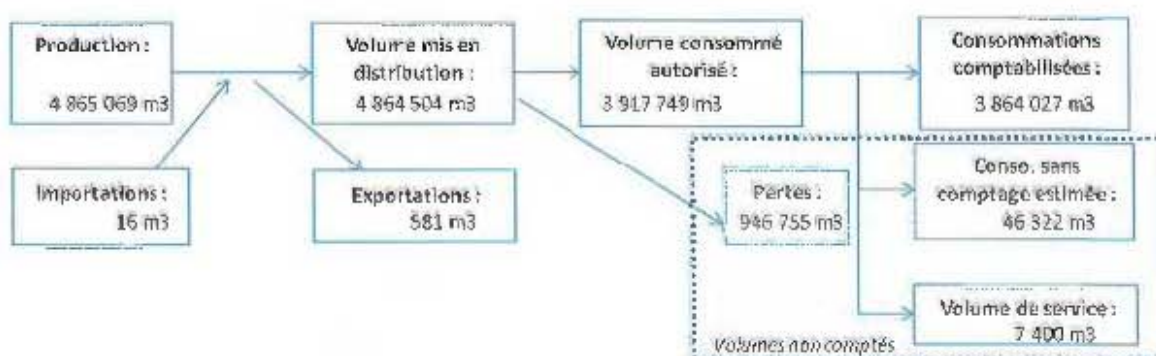 Production :
4 865 069 m3
Volume mis en
distribution :
4 864 504 m3
Volume consommé
autorisé :
3 917 749 m3
Consommations
comptabilisées :
3 864 027 m3
Importations :
16 m3
Exportations :
581 m3
Pertes :
946 755 m3
Conso. sans
comptage estimée :
46 322 m3
Volume de service :
7 400 m3
Volumes non comptés